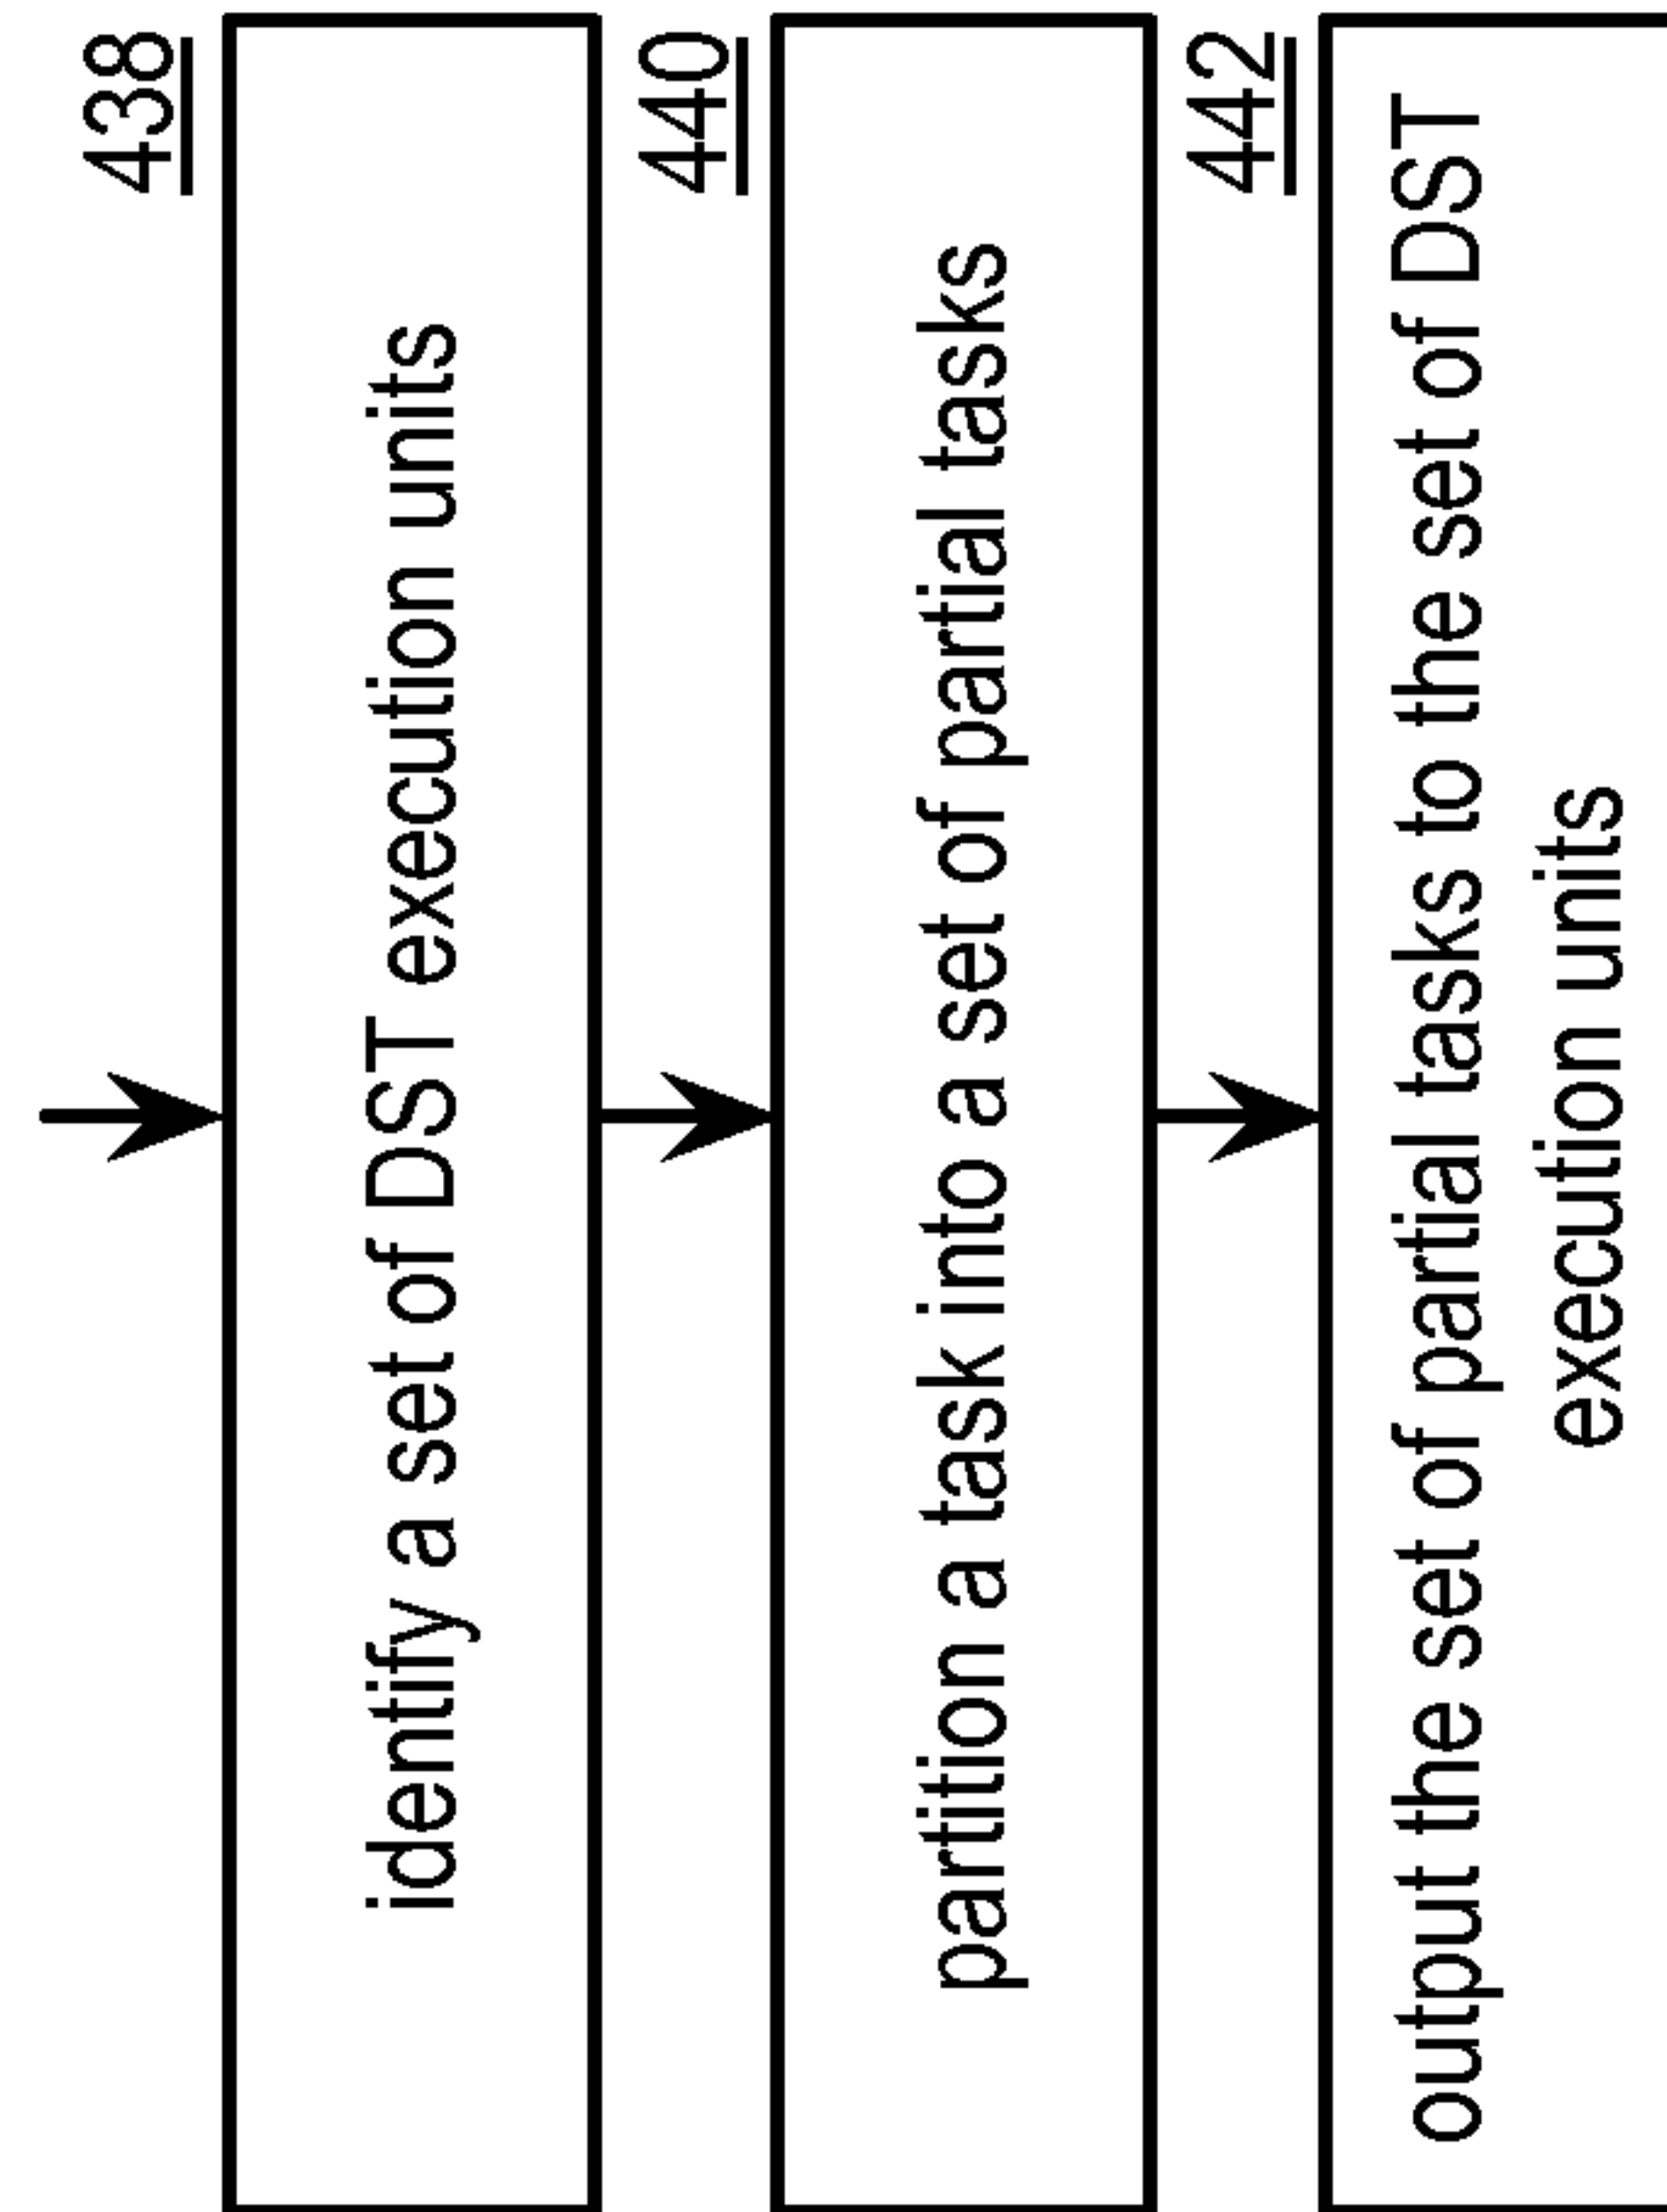 438
identify a set of DST execution units
440
partition a task into a set of partial tasks
442
output the set of partial tasks to the set of DST
execution units